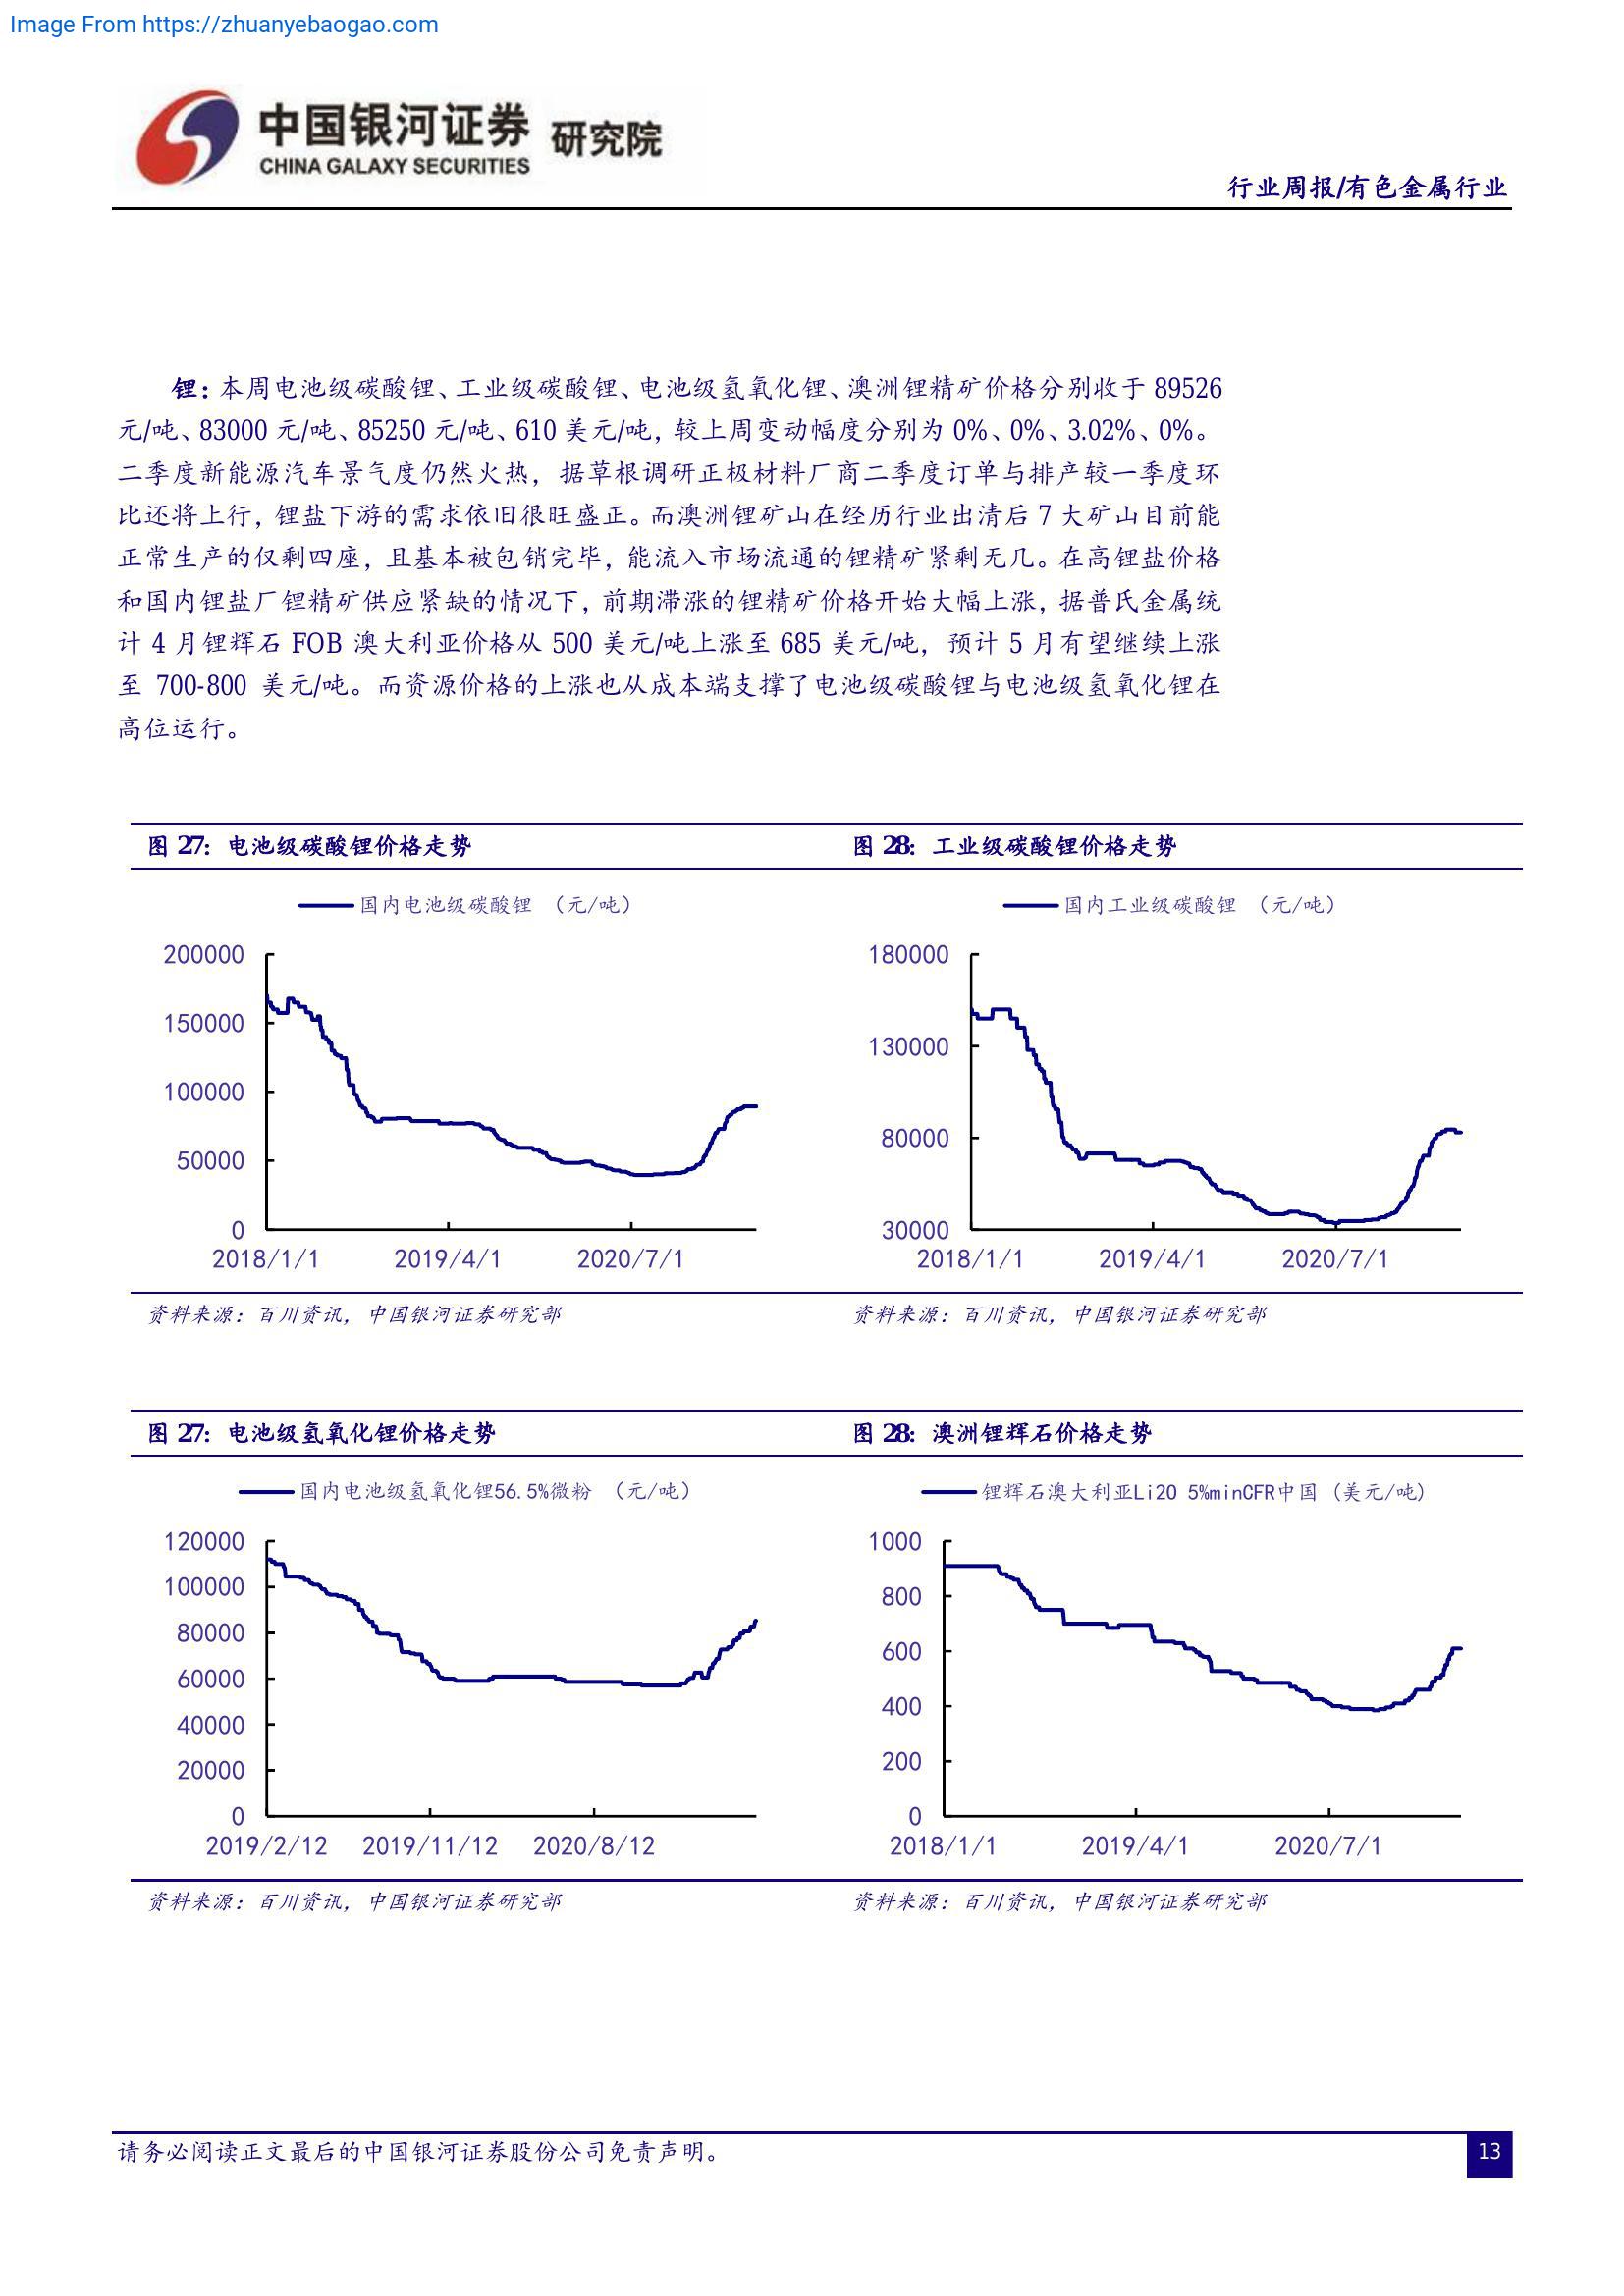 Image From https://zhuanyebaogao.com
中国银河证券 研究院
CHINA GALAXY SECURITIES
行业周报/有色金属行业
锂：本周电池级碳酸锂、工业级碳酸锂、电池级氢氧化锂、澳洲锂精矿价格分别收于 89526
元/吨、83000 元/吨、85250 元/吨、610 美元/吨，较上周变动幅度分别为 0%、0%、3.02%、0%。
二季度新能源汽车景气度仍然火热，据草根调研正极材料厂商二季度订单与排产较一季度环
比还将上行，锂盐下游的需求依旧很旺盛正。而澳洲锂矿山在经历行业出清后 7 大矿山目前能
正常生产的仅剩四座，且基本被包销完毕，能流入市场流通的锂精矿紧剩无几。在高锂盐价格
和国内锂盐厂锂精矿供应紧缺的情况下，前期滞涨的锂精矿价格开始大幅上涨，据普氏金属统
计 4 月锂辉石 FOB 澳大利亚价格从 500 美元/吨上涨至 685 美元/吨，预计 5 月有望继续上涨
至 700-800 美元/吨。而资源价格的上涨也从成本端支撑了电池级碳酸锂与电池级氢氧化锂在
高位运行。
图 27：电池级碳酸锂价格走势
图 28：工业级碳酸锂价格走势
国内电池级碳酸锂 （元/吨）
200000
150000
100000
50000
0
2018/1/1 2019/4/1 2020/7/1
国内工业级碳酸锂 （元/吨）
180000
130000
80000
30000
2018/1/1 2019/4/1 2020/7/1
资料来源：百川资讯，中国银河证券研究部
资料来源：百川资讯，中国银河证券研究部
图 27：电池级氢氧化锂价格走势
图 28：澳洲锂辉石价格走势
国内电池级氢氧化锂56.5%微粉 （元/吨）
120000
100000
80000
60000
40000
20000
0
2019/2/12 2019/11/12 2020/8/12
锂辉石澳大利亚Li2O 5%minCFR中国 (美元/吨)
1000
800
600
400
200
0
2018/1/1 2019/4/1 2020/7/1
资料来源：百川资讯，中国银河证券研究部
资料来源：百川资讯，中国银河证券研究部
请务必阅读正文最后的中国银河证券股份公司免责声明。
13